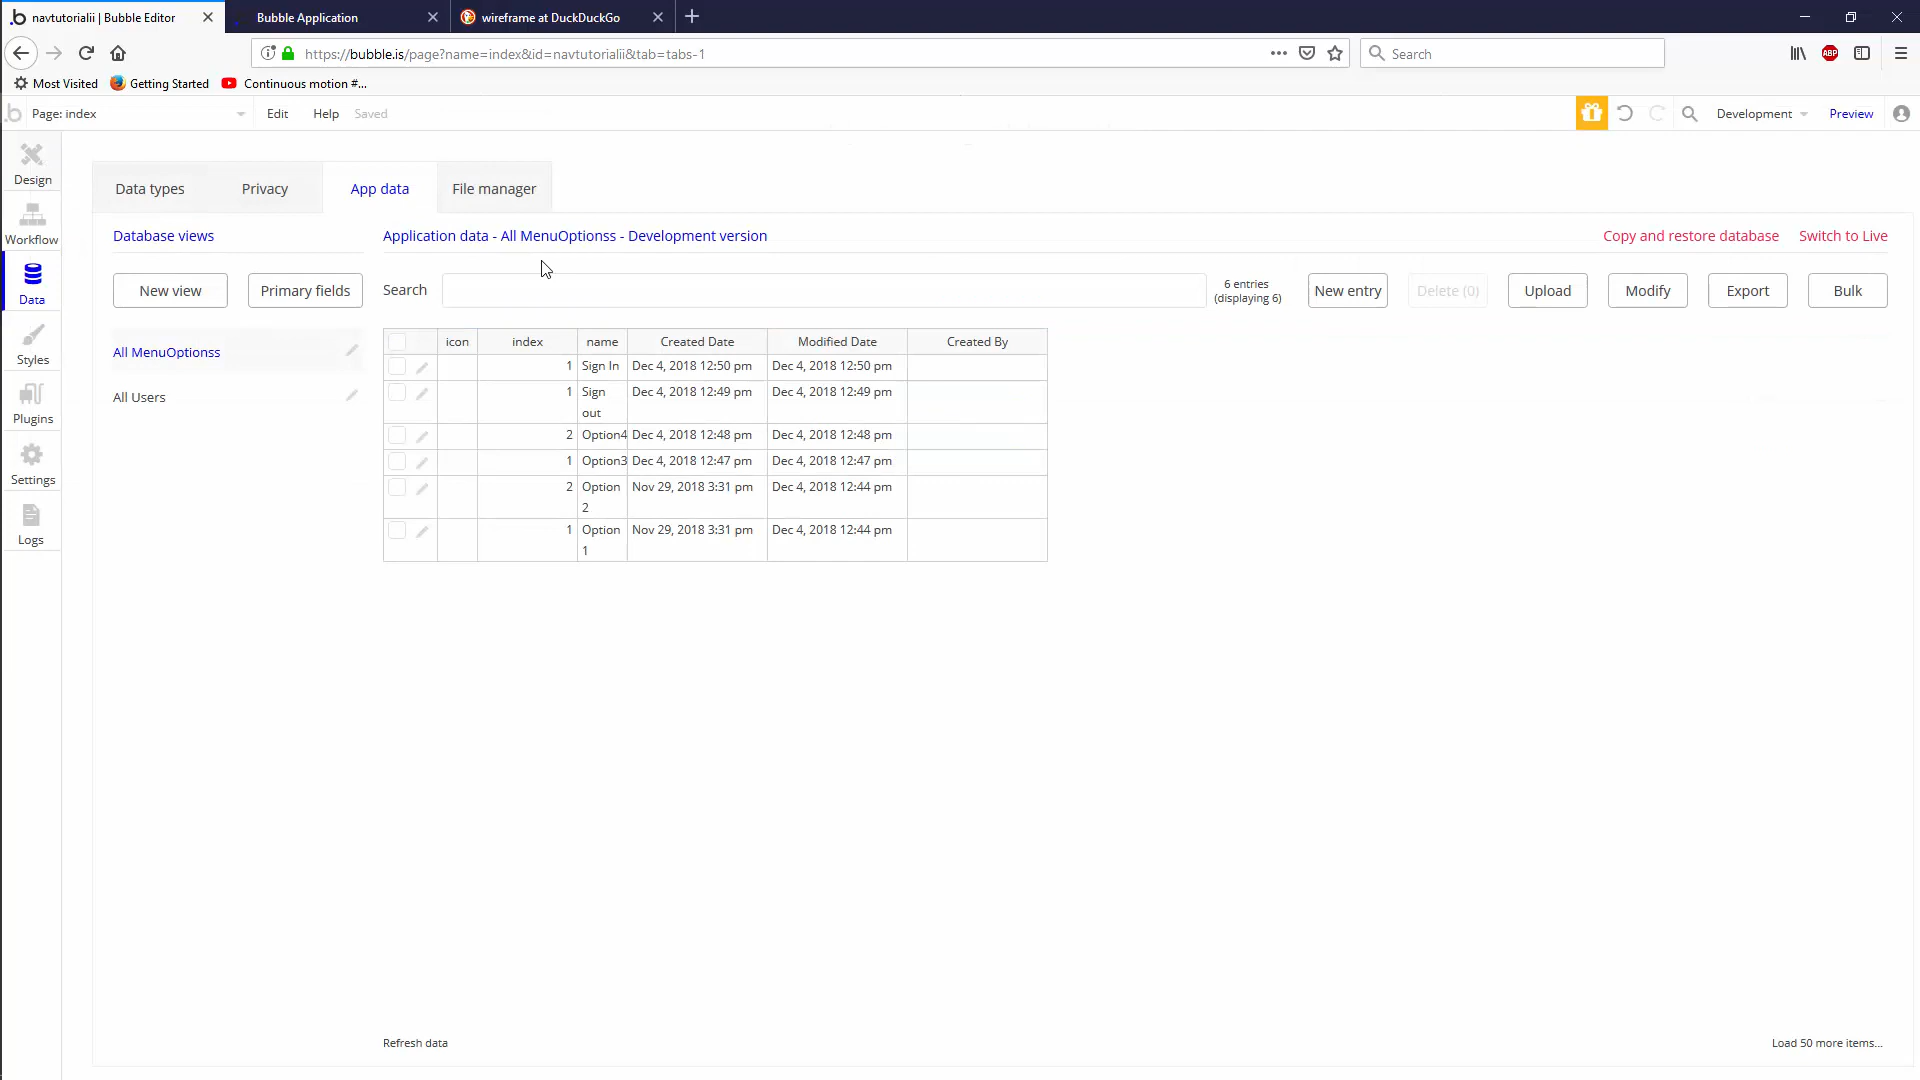 navtutorialii | Bubble Editor
Bubble Application
wireframe at DuckDuckGo
https://bubble.is/page?name=index&id=navtutorialii&tab=tabs-1
Search
Most Visited
Getting Started
Continuous motion #...
Page: index
Edit
Help
Saved
Development
Preview
Design
Workflow
Data
Styles
Plugins
Settings
Logs
Data types
Privacy
App data
File manager
Database views
Application data - All MenuOptionss - Development version
Copy and restore database
Switch to Live
New view
Primary fields
Search
6 entries
(displaying 6)
New entry
Delete (0)
Upload
Modify
Export
Bulk
All MenuOptionss
All Users
icon index name Created Date Modified Date Created By
1 Sign In Dec 4, 2018 12:50 pm Dec 4, 2018 12:50 pm
1 Sign Dec 4, 2018 12:49 pm Dec 4, 2018 12:49 pm
out
2 Option4 Dec 4, 2018 12:48 pm Dec 4, 2018 12:48 pm
1 Option3 Dec 4, 2018 12:47 pm Dec 4, 2018 12:47 pm
2 Option Nov 29, 2018 3:31 pm Dec 4, 2018 12:44 pm
2
1 Option Nov 29, 2018 3:31 pm Dec 4, 2018 12:44 pm
1
Refresh data
Load 50 more items...